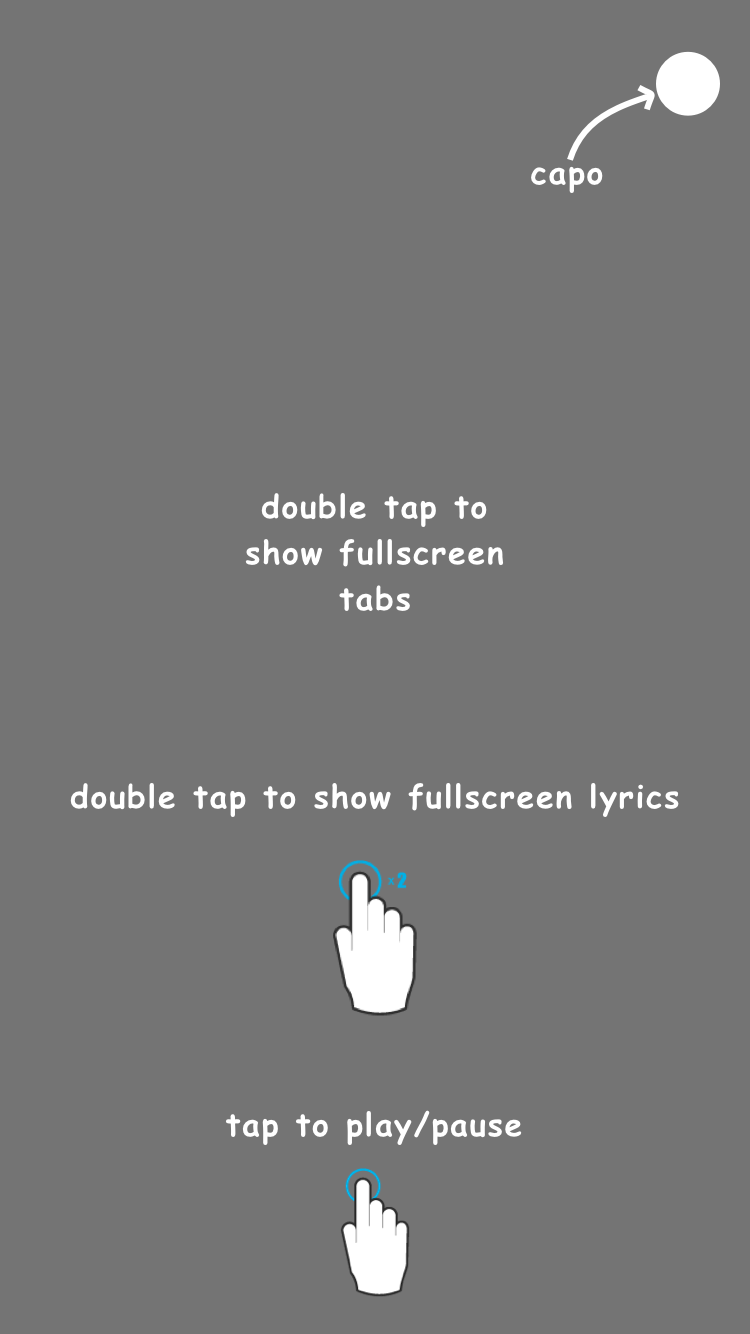 capo
double tap to
show fullscreen
tabs
double tap to show fullscreen lyrics
x2
tap to play/pause